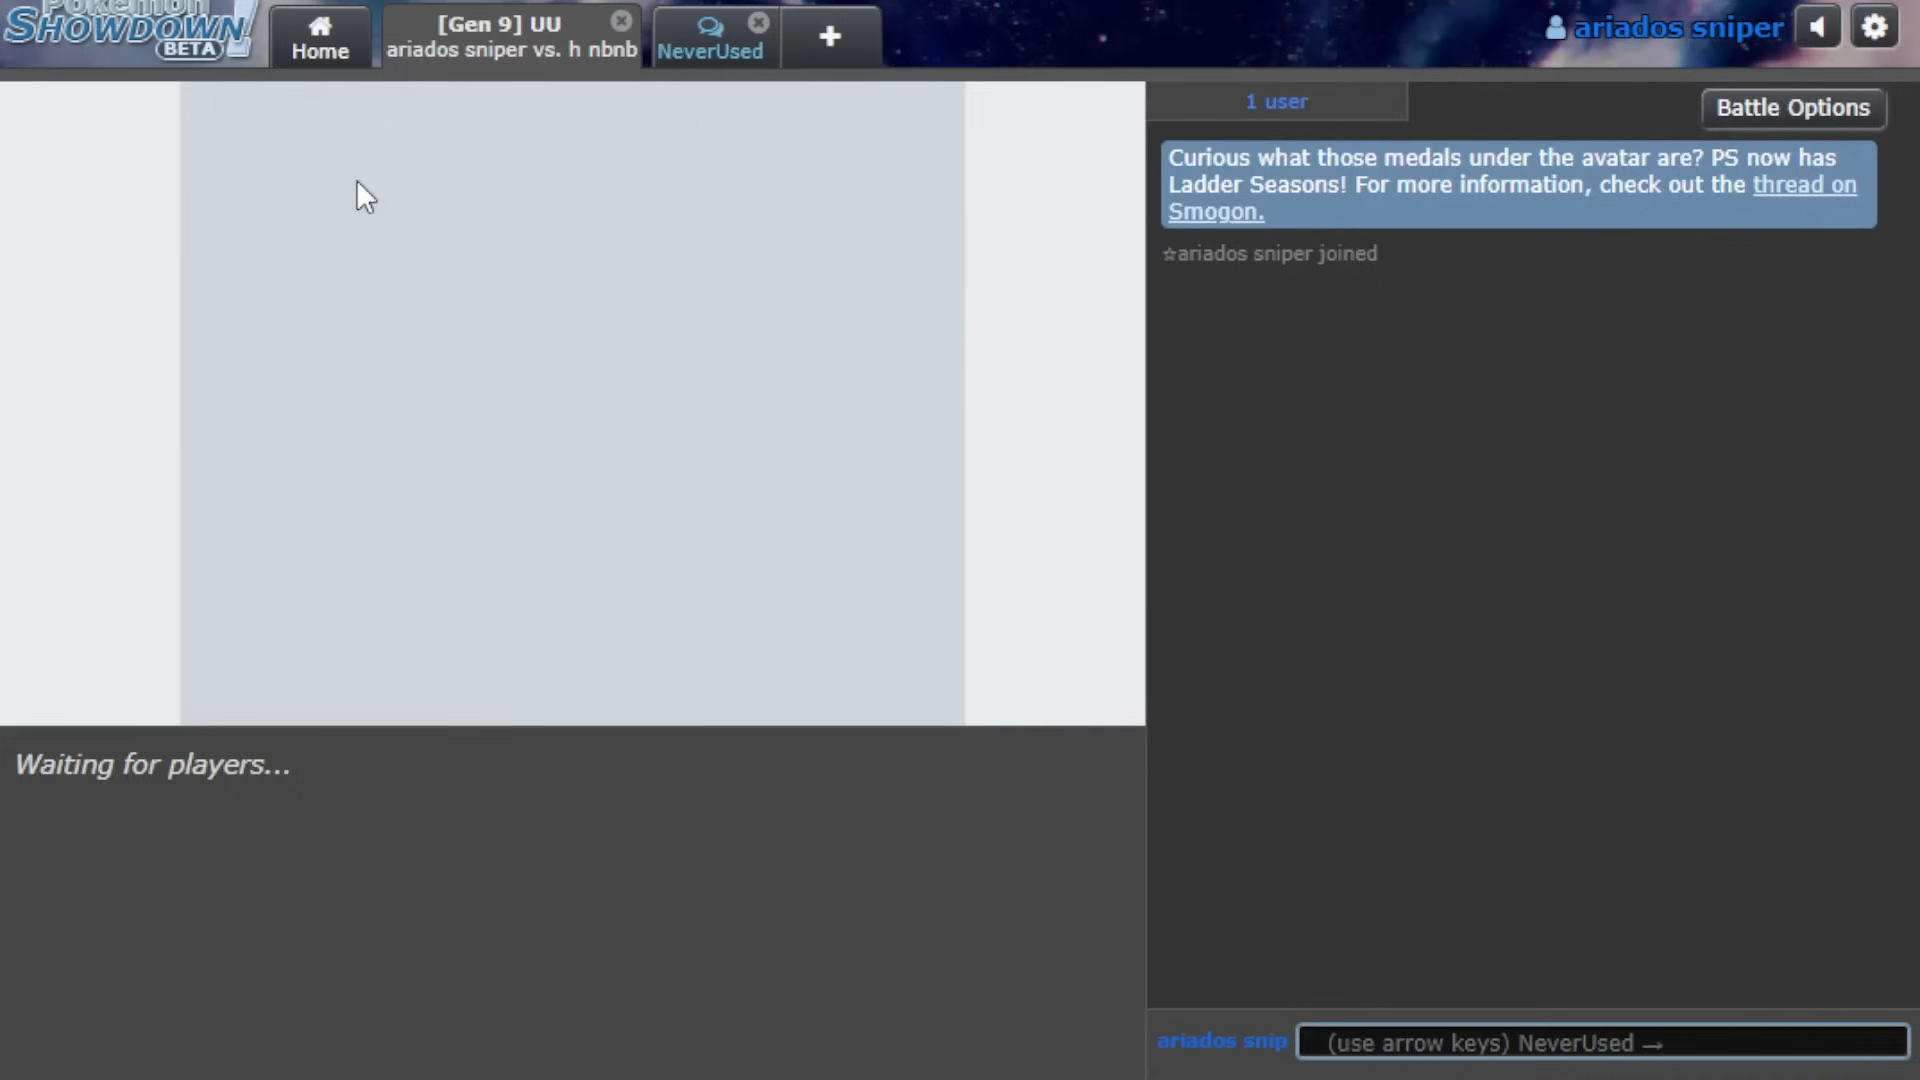 Pokémon
SHOWDOWN!
BETA
Home
[Gen 9] UU
ariados sniper vs. h nbnb
NeverUsed
ariados sniper
1 user
Battle Options
Curious what those medals under the avatar are? PS now has
Ladder Seasons! For more information, check out the thread on
Smogon.
☆ariados sniper joined
Waiting for players...
ariados snip
(use arrow keys) NeverUsed →